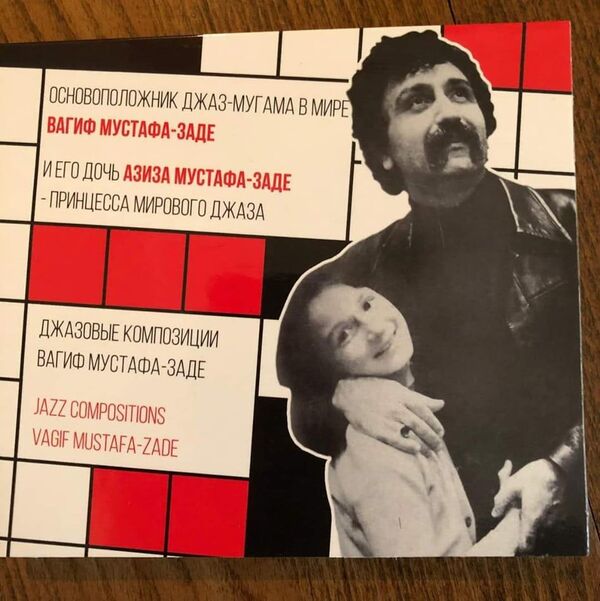 ОСНОВОПОЛОЖНИК ДЖАЗ-МУГАМА В МИРЕ
ВАГИФ МУСТАФА-ЗАДЕ
И ЕГО ДОЧЬ АЗИЗА МУСТАФА-ЗАДЕ
- ПРИНЦЕССА МИРОВОГО ДЖАЗА
ДЖАЗОВЫЕ КОМПОЗИЦИИ
ВАГИФ МУСТАФА-ЗАДЕ
JAZZ COMPOSITIONS
VAGIF MUSTAFA-ZADE